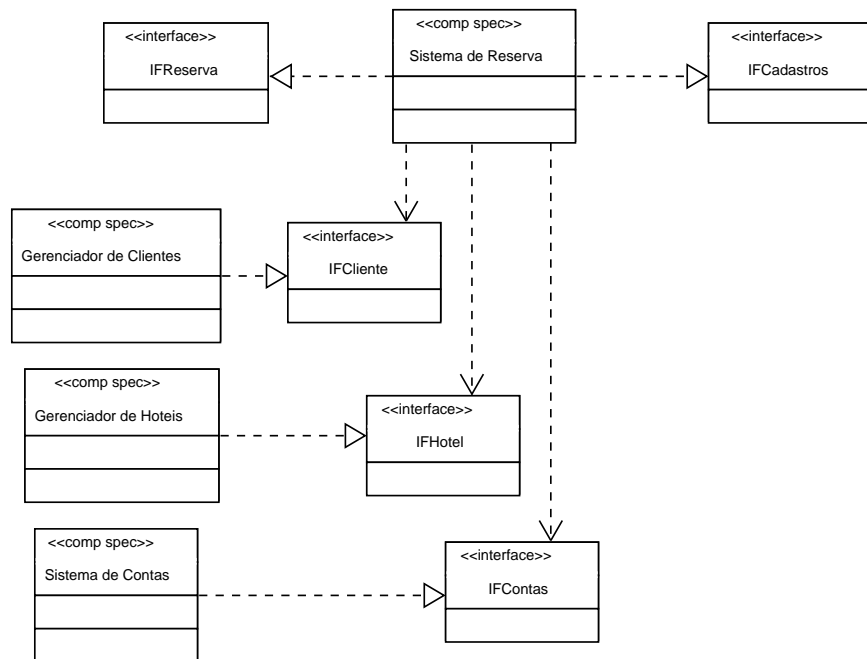 <<interface>>
IFReserva
<<comp spec>>
Sistema de Reserva
<<interface>>
IFCadastros
<<comp spec>>
Gerenciador de Clientes
<<interface>>
IFCliente
<<comp spec>>
Gerenciador de Hoteis
<<interface>>
IFHotel
<<comp spec>>
Sistema de Contas
<<interface>>
IFContas